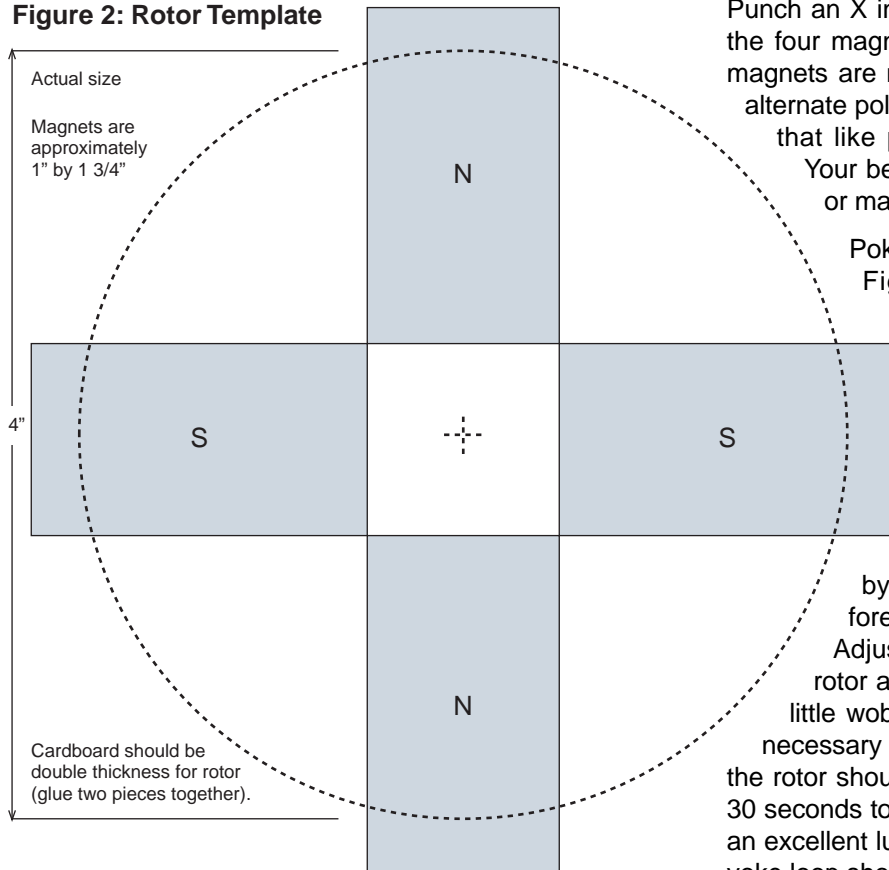 Figure 2: Rotor Template
Actual size
Magnets are
approximately
1” by 1 3/4”
N
S
S
4”
N
Cardboard should be
double thickness for rotor
(glue two pieces together).
Punch an X in
the four magn
magnets are
alternate pol
that like
Your be
or ma
Pok
Fig
by
fore
Adjus
rotor a
little wob
necessary
the rotor shou
30 seconds to
an excellent lu